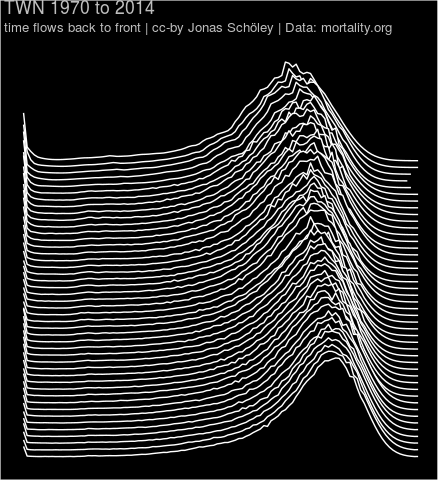 TWN 1970 to 2014
time flows back to front | cc-by Jonas Schöley | Data: mortality.org